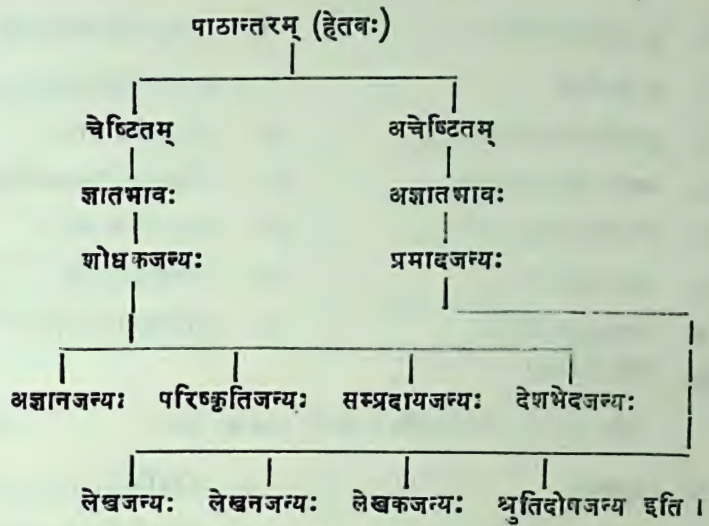 पाठान्तरम् (हेतवः)
चेष्टितम् अचेष्टितम्
ज्ञातभावः अज्ञातभावः
शोधकजन्यः प्रमादजन्यः
अज्ञानजन्यः परिष्कृतिजन्यः सम्प्रदायजन्यः देशभेदजन्यः
लेखजन्यः लेखनजन्यः लेखकजन्यः श्रुतिदोषजन्य इति ।